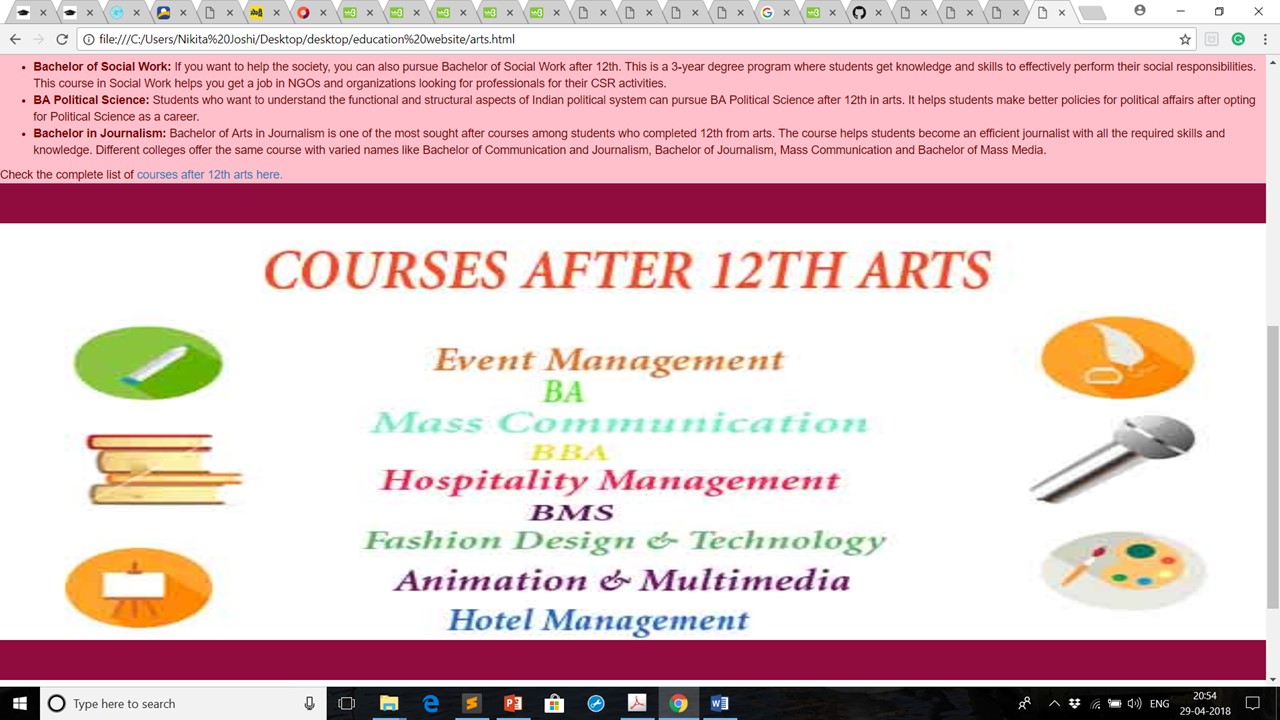 file:///C:/Users/Nikita%20Joshi/Desktop/desktop/education%20website/arts.html
Bachelor of Social Work: If you want to help the society, you can also pursue Bachelor of Social Work after 12th. This is a 3-year degree program where students get knowledge and skills to effectively perform their social responsibilities.
This course in Social Work helps you get a job in NGOs and organizations looking for professionals for their CSR activities.
BA Political Science: Students who want to understand the functional and structural aspects of Indian political system can pursue BA Political Science after 12th in arts. It helps students make better policies for political affairs after opting
for Political Science as a career.
Bachelor in Journalism: Bachelor of Arts in Journalism is one of the most sought after courses among students who completed 12th from arts. The course helps students become an efficient journalist with all the required skills and
knowledge. Different colleges offer the same course with varied names like Bachelor of Communication and Journalism, Bachelor of Journalism, Mass Communication and Bachelor of Mass Media.
Check the complete list of courses after 12th arts here.
COURSES AFTER 12TH ARTS
Event Management
BA
Mass Communication
BBA
Hospitality Management
BMS
Fashion Design & Technology
Animation & Multimedia
Hotel Management
Type here to search
ENG
20:54
29-04-2018